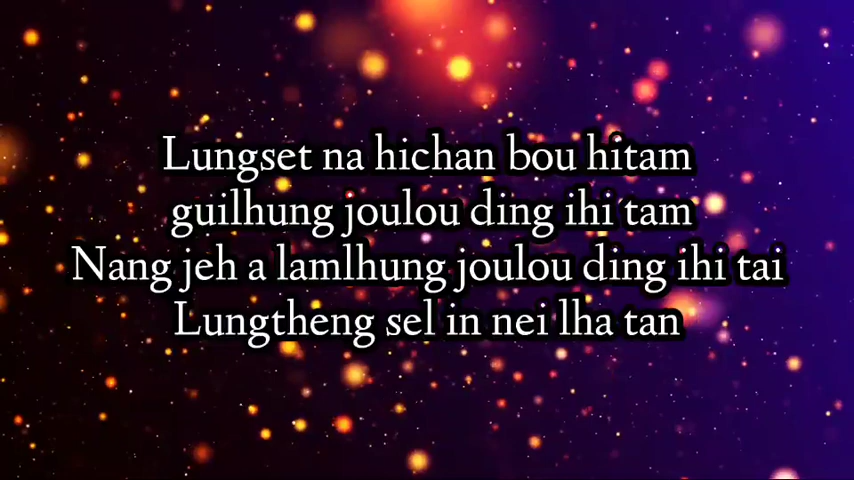 Lungset na hichan bou hitam
guilhung joulou ding ihi tam
Nang jeh a lamlhung joulou ding ihi tai
Lungtheng sel in nei lha tan